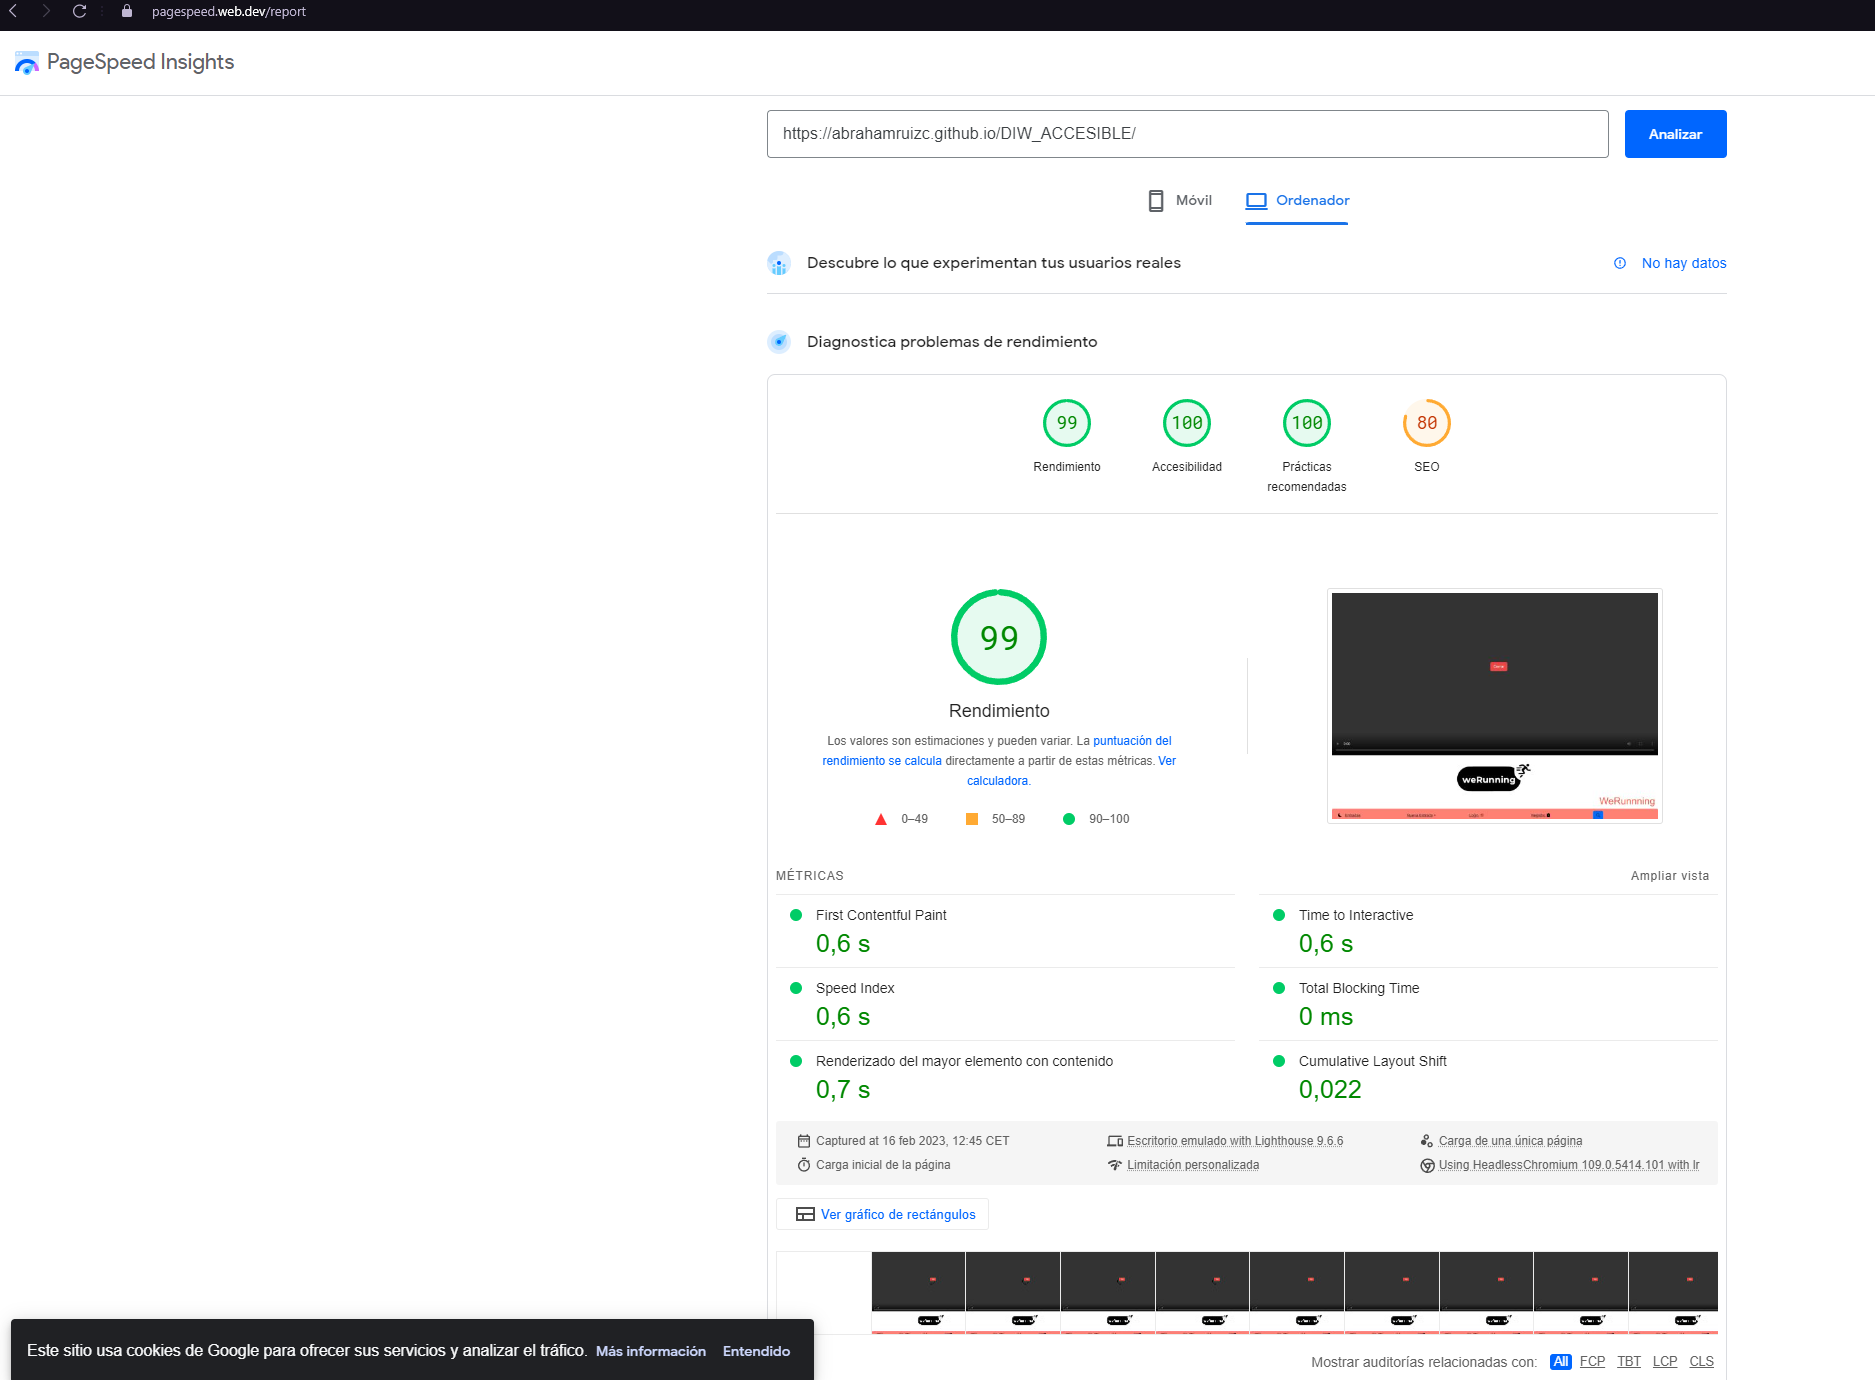 pagespeed.web.dev/report
PageSpeed Insights
https://abrahamruizc.github.io/DIW_ACCESIBLE/
Analizar
Móvil
Ordenador
Descubre lo que experimentan tus usuarios reales
No hay datos
Diagnostica problemas de rendimiento
99
100
100
80
Rendimiento
Accesibilidad
Prácticas
recomendadas
SEO
99
Rendimiento
Los valores son estimaciones y pueden variar. La puntuación del
rendimiento se calcula directamente a partir de estas métricas. Ver
calculadora.
0–49
50–89
90–100
weRunning
WeRunnning
MÉTRICAS
Ampliar vista
First Contentful Paint
0,6 s
Time to Interactive
0,6 s
Speed Index
0,6 s
Total Blocking Time
0 ms
Renderizado del mayor elemento con contenido
0,7 s
Cumulative Layout Shift
0,022
Captured at 16 feb 2023, 12:45 CET
Escritorio emulado with Lighthouse 9.6.6
Carga de una única página
Carga inicial de la página
Limitación personalizada
Using HeadlessChromium 109.0.5414.101 with lr
Ver gráfico de rectángulos
Este sitio usa cookies de Google para ofrecer sus servicios y analizar el tráfico. Más información Entendido
Mostrar auditorías relacionadas con: All FCP TBT LCP CLS